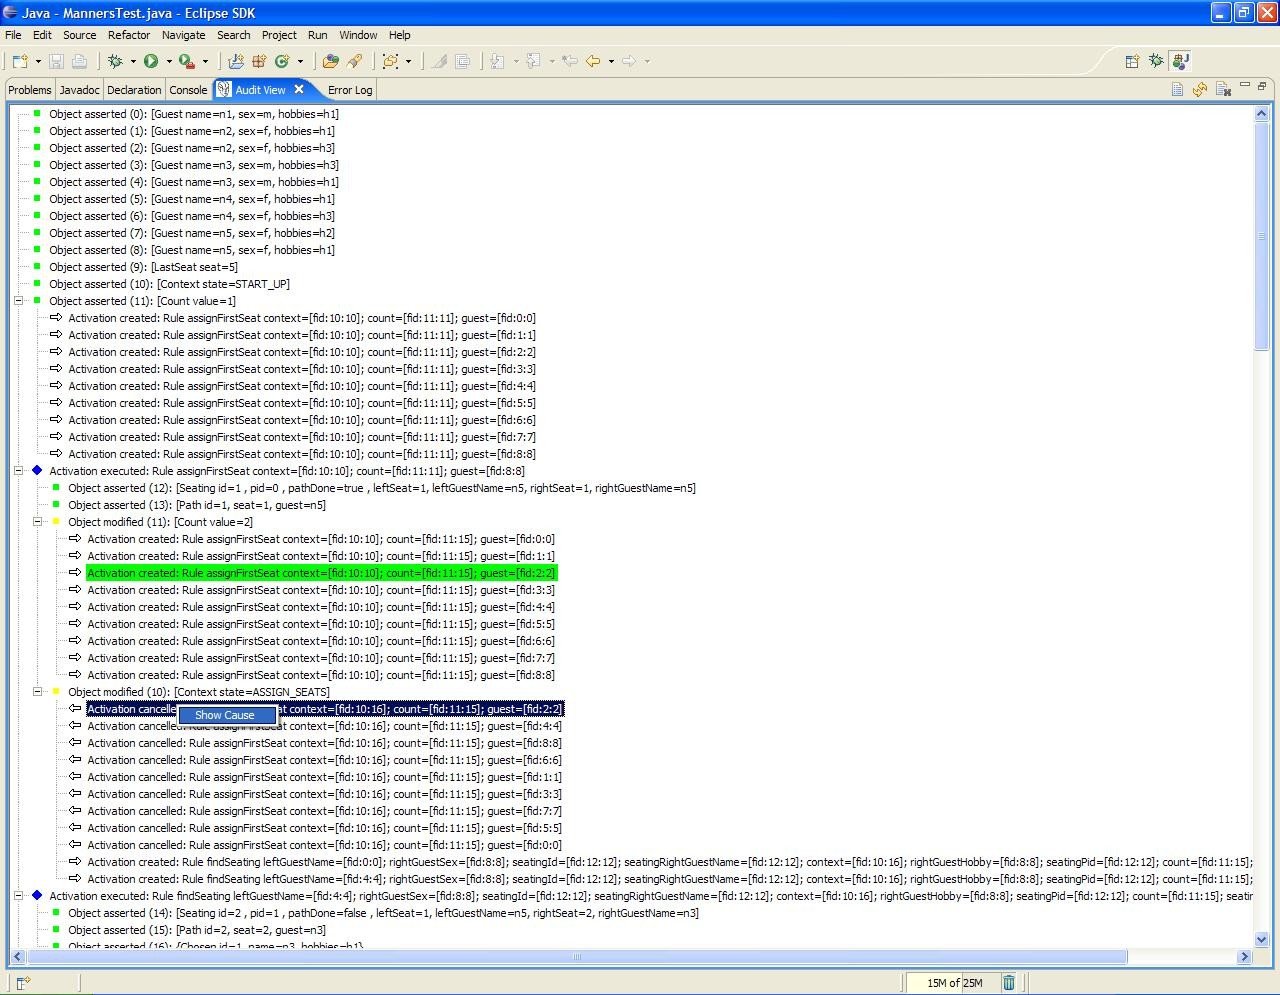 Java - MannersTest.java - Eclipse SDK
File Edit Source Refactor Navigate Search Project Run Window Help
Problems Javadoc Declaration Console Audit View Error Log
Object asserted (0): [Guest name=n1, sex=m, hobbies=h1]
Object asserted (1): [Guest name=n2, sex=f, hobbies=h1]
Object asserted (2): [Guest name=n2, sex=f, hobbies=h3]
Object asserted (3): [Guest name=n3, sex=m, hobbies=h3]
Object asserted (4): [Guest name=n3, sex=m, hobbies=h1]
Object asserted (5): [Guest name=n4, sex=f, hobbies=h1]
Object asserted (6): [Guest name=n4, sex=f, hobbies=h3]
Object asserted (7): [Guest name=n5, sex=f, hobbies=h2]
Object asserted (8): [Guest name=n5, sex=f, hobbies=h1]
Object asserted (9): [LastSeat seat=5]
Object asserted (10): [Context state=START_UP]
Object asserted (11): [Count value=1]
Activation created: Rule assignFirstSeat context=[fid:10:10]; count=[fid:11:11]; guest=[fid:0:0]
Activation created: Rule assignFirstSeat context=[fid:10:10]; count=[fid:11:11]; guest=[fid:1:1]
Activation created: Rule assignFirstSeat context=[fid:10:10]; count=[fid:11:11]; guest=[fid:2:2]
Activation created: Rule assignFirstSeat context=[fid:10:10]; count=[fid:11:11]; guest=[fid:3:3]
Activation created: Rule assignFirstSeat context=[fid:10:10]; count=[fid:11:11]; guest=[fid:4:4]
Activation created: Rule assignFirstSeat context=[fid:10:10]; count=[fid:11:11]; guest=[fid:5:5]
Activation created: Rule assignFirstSeat context=[fid:10:10]; count=[fid:11:11]; guest=[fid:6:6]
Activation created: Rule assignFirstSeat context=[fid:10:10]; count=[fid:11:11]; guest=[fid:7:7]
Activation created: Rule assignFirstSeat context=[fid:10:10]; count=[fid:11:11]; guest=[fid:8:8]
Activation executed: Rule assignFirstSeat context=[fid:10:10]; count=[fid:11:11]; guest=[fid:8:8]
Object asserted (12): [Seating id=1 , pid=0 , pathDone=true , leftSeat=1, leftGuestName=n5, rightSeat=1, rightGuestName=n5]
Object asserted (13): [Path id=1, seat=1, guest=n5]
Object modified (11): [Count value=2]
Activation created: Rule assignFirstSeat context=[fid:10:10]; count=[fid:11:15]; guest=[fid:0:0]
Activation created: Rule assignFirstSeat context=[fid:10:10]; count=[fid:11:15]; guest=[fid:1:1]
Activation created: Rule assignFirstSeat context=[fid:10:10]; count=[fid:11:15]; guest=[fid:2:2]
Activation created: Rule assignFirstSeat context=[fid:10:10]; count=[fid:11:15]; guest=[fid:3:3]
Activation created: Rule assignFirstSeat context=[fid:10:10]; count=[fid:11:15]; guest=[fid:4:4]
Activation created: Rule assignFirstSeat context=[fid:10:10]; count=[fid:11:15]; guest=[fid:5:5]
Activation created: Rule assignFirstSeat context=[fid:10:10]; count=[fid:11:15]; guest=[fid:6:6]
Activation created: Rule assignFirstSeat context=[fid:10:10]; count=[fid:11:15]; guest=[fid:7:7]
Activation created: Rule assignFirstSeat context=[fid:10:10]; count=[fid:11:15]; guest=[fid:8:8]
Object modified (10): [Context state=ASSIGN_SEATS]
Activation cancelle at context=[fid:10:16]; count=[fid:11:15]; guest=[fid:2:2]
Show Cause
Activation cancelled: Rule assignFirstSeat context=[fid:10:16]; count=[fid:11:15]; guest=[fid:4:4]
Activation cancelled: Rule assignFirstSeat context=[fid:10:16]; count=[fid:11:15]; guest=[fid:8:8]
Activation cancelled: Rule assignFirstSeat context=[fid:10:16]; count=[fid:11:15]; guest=[fid:6:6]
Activation cancelled: Rule assignFirstSeat context=[fid:10:16]; count=[fid:11:15]; guest=[fid:1:1]
Activation cancelled: Rule assignFirstSeat context=[fid:10:16]; count=[fid:11:15]; guest=[fid:3:3]
Activation cancelled: Rule assignFirstSeat context=[fid:10:16]; count=[fid:11:15]; guest=[fid:7:7]
Activation cancelled: Rule assignFirstSeat context=[fid:10:16]; count=[fid:11:15]; guest=[fid:5:5]
Activation cancelled: Rule assignFirstSeat context=[fid:10:16]; count=[fid:11:15]; guest=[fid:0:0]
Activation created: Rule findSeating leftGuestName=[fid:0:0]; rightGuestSex=[fid:8:8]; seatingId=[fid:12:12]; seatingRightGuestName=[fid:12:12]; context=[fid:10:16]; rightGuestHobby=[fid:8:8]; seatingPid=[fid:12:12]; count=[fid:11:15];
Activation created: Rule findSeating leftGuestName=[fid:4:4]; rightGuestSex=[fid:8:8]; seatingId=[fid:12:12]; seatingRightGuestName=[fid:12:12]; context=[fid:10:16]; rightGuestHobby=[fid:8:8]; seatingPid=[fid:12:12]; count=[fid:11:15];
Activation executed: Rule findSeating leftGuestName=[fid:4:4]; rightGuestSex=[fid:8:8]; seatingId=[fid:12:12]; seatingRightGuestName=[fid:12:12]; context=[fid:10:16]; rightGuestHobby=[fid:8:8]; seatingPid=[fid:12:12]; count=[fid:11:15]; seatir
Object asserted (14): [Seating id=2 , pid=1 , pathDone=false , leftSeat=1, leftGuestName=n5, rightSeat=2, rightGuestName=n3]
Object asserted (15): [Path id=2, seat=2, guest=n3]
Object asserted (16): {Chosen id=1, name=n3, hobbies=h1}
15M of 25M